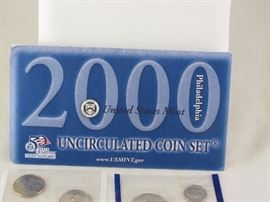 2000
Philadelphia
United States Mint
UNCIRCULATED COIN SET®
www.USMINT.gov